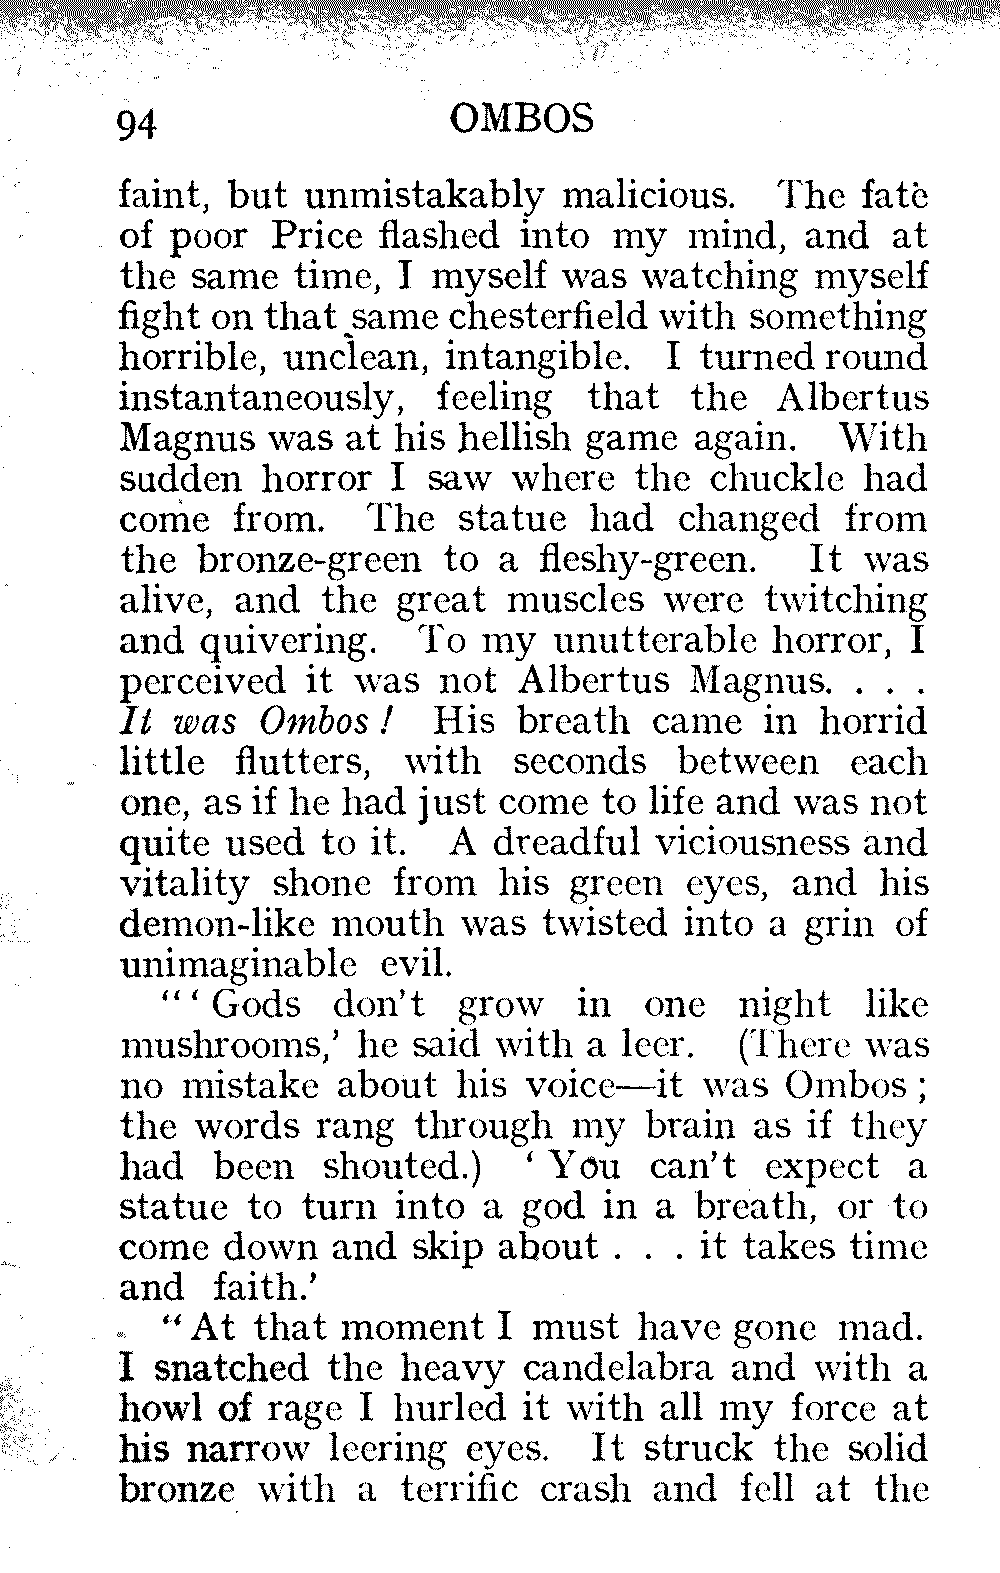 94 OMBOS
faint, but unmistakably malicious. The fate
of poor Price flashed into my mind, and at
the same time, I myself was watching myself
fight on that same chesterfield with something
horrible, unclean, intangible. I turned round
instantaneously, feeling that the Albertus
Magnus was at his hellish game again. With
sudden horror I saw where the chuckle had
come from. The statue had changed from
the bronze-green to a fleshy-green. It was
alive, and the great muscles were twitching
and quivering. To my unutterable horror, I
perceived it was not Albertus Magnus. . . .
It was Ombos! His breath came in horrid
little flutters, with seconds between each
one, as if he had just come to life and was not
quite used to it. A dreadful viciousness and
vitality shone from his green eyes, and his
demon-like mouth was twisted into a grin of
unimaginable evil.
"'Gods don't grow in one night like
mushrooms,' he said with a leer. (There was
no mistake about his voice—it was Ombos;
the words rang through my brain as if they
had been shouted.) 'You can't expect a
statue to turn into a god in a breath, or to
come down and skip about . . . it takes time
and faith.'
"At that moment I must have gone mad.
I snatched the heavy candelabra and with a
howl of rage I hurled it with all my force at
his narrow leering eyes. It struck the solid
bronze with a terrific crash and fell at the